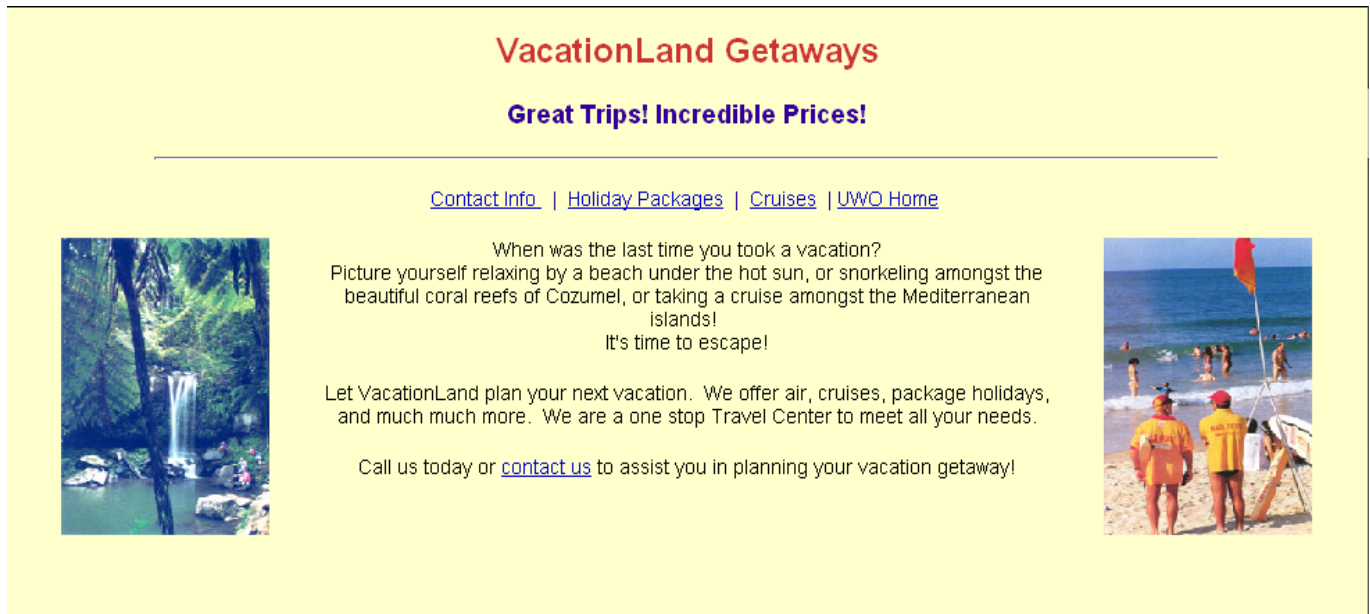 VacationLand Getaways
Great Trips! Incredible Prices!
Contact Info | Holiday Packages | Cruises | UWO Home
When was the last time you took a vacation?
Picture yourself relaxing by a beach under the hot sun, or snorkeling amongst the
beautiful coral reefs of Cozumel, or taking a cruise amongst the Mediterranean
islands!
It's time to escape!
Let VacationLand plan your next vacation. We offer air, cruises, package holidays,
and much much more. We are a one stop Travel Center to meet all your needs.
Call us today or contact us to assist you in planning your vacation getaway!